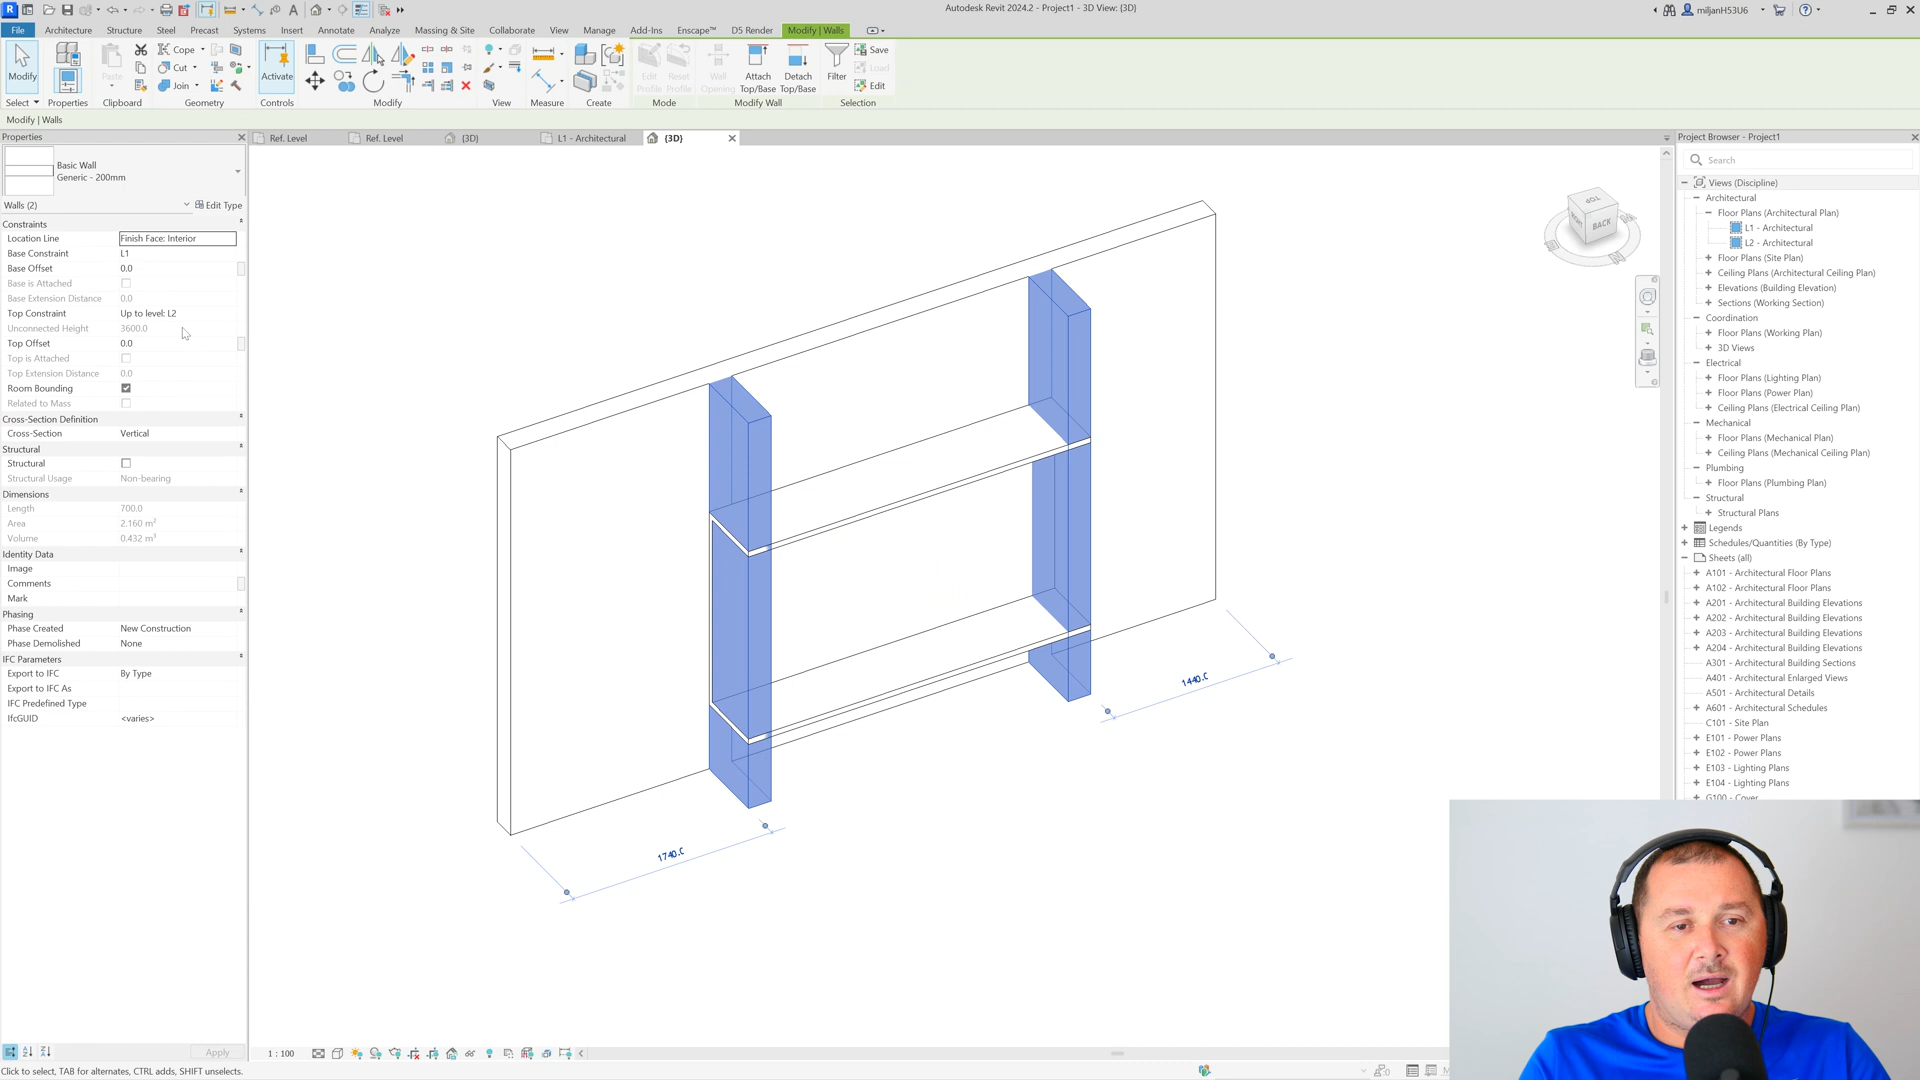 Autodesk Revit 2024.2 - Project1 - 3D View: {3D}
miljanH53U6
File Architecture Structure Steel Precast Systems Insert Annotate Analyze Massing & Site Collaborate View Manage Add-Ins Enscape™ D5 Render Modify | Walls
Modify
Paste
Cope
Cut
Join
Activate
Edit Profile
Reset Profile
Wall Opening
Attach Top/Base
Detach Top/Base
Filter
Save
Load
Edit
Select Properties Clipboard Geometry Controls Modify View Measure Create Mode Modify Wall Selection
Modify | Walls
Properties
Ref. Level
Ref. Level
{3D}
L1 - Architectural
{3D}
Basic Wall
Generic - 200mm
Walls (2)
Edit Type
Constraints
Location Line Finish Face: Interior
Base Constraint L1
Base Offset 0.0
Base is Attached
Base Extension Distance 0.0
Top Constraint Up to level: L2
Unconnected Height 3600.0
Top Offset 0.0
Top is Attached
Top Extension Distance 0.0
Room Bounding
Related to Mass
Cross-Section Definition
Cross-Section Vertical
Structural
Structural
Structural Usage Non-bearing
Dimensions
Length 700.0
Area 2.160 m²
Volume 0.432 m³
Identity Data
Image
Comments
Mark
Phasing
Phase Created New Construction
Phase Demolished None
IFC Parameters
Export to IFC By Type
Export to IFC As
IFC Predefined Type
IfcGUID <varies>
Apply
TOP
BACK
1740.0
1440.0
Project Browser - Project1
Search
Views (Discipline)
Architectural
Floor Plans (Architectural Plan)
L1 - Architectural
L2 - Architectural
Floor Plans (Site Plan)
Ceiling Plans (Architectural Ceiling Plan)
Elevations (Building Elevation)
Sections (Working Section)
Coordination
Floor Plans (Working Plan)
3D Views
Electrical
Floor Plans (Lighting Plan)
Floor Plans (Power Plan)
Ceiling Plans (Electrical Ceiling Plan)
Mechanical
Floor Plans (Mechanical Plan)
Ceiling Plans (Mechanical Ceiling Plan)
Plumbing
Floor Plans (Plumbing Plan)
Structural
Structural Plans
Legends
Schedules/Quantities (By Type)
Sheets (all)
A101 - Architectural Floor Plans
A102 - Architectural Floor Plans
A201 - Architectural Building Elevations
A202 - Architectural Building Elevations
A203 - Architectural Building Elevations
A204 - Architectural Building Elevations
A301 - Architectural Building Sections
A401 - Architectural Enlarged Views
A501 - Architectural Details
A601 - Architectural Schedules
C101 - Site Plan
E101 - Power Plans
E102 - Power Plans
E103 - Lighting Plans
E104 - Lighting Plans
G100 - Cover
1 : 100
Click to select, TAB for alternates, CTRL adds, SHIFT unselects.